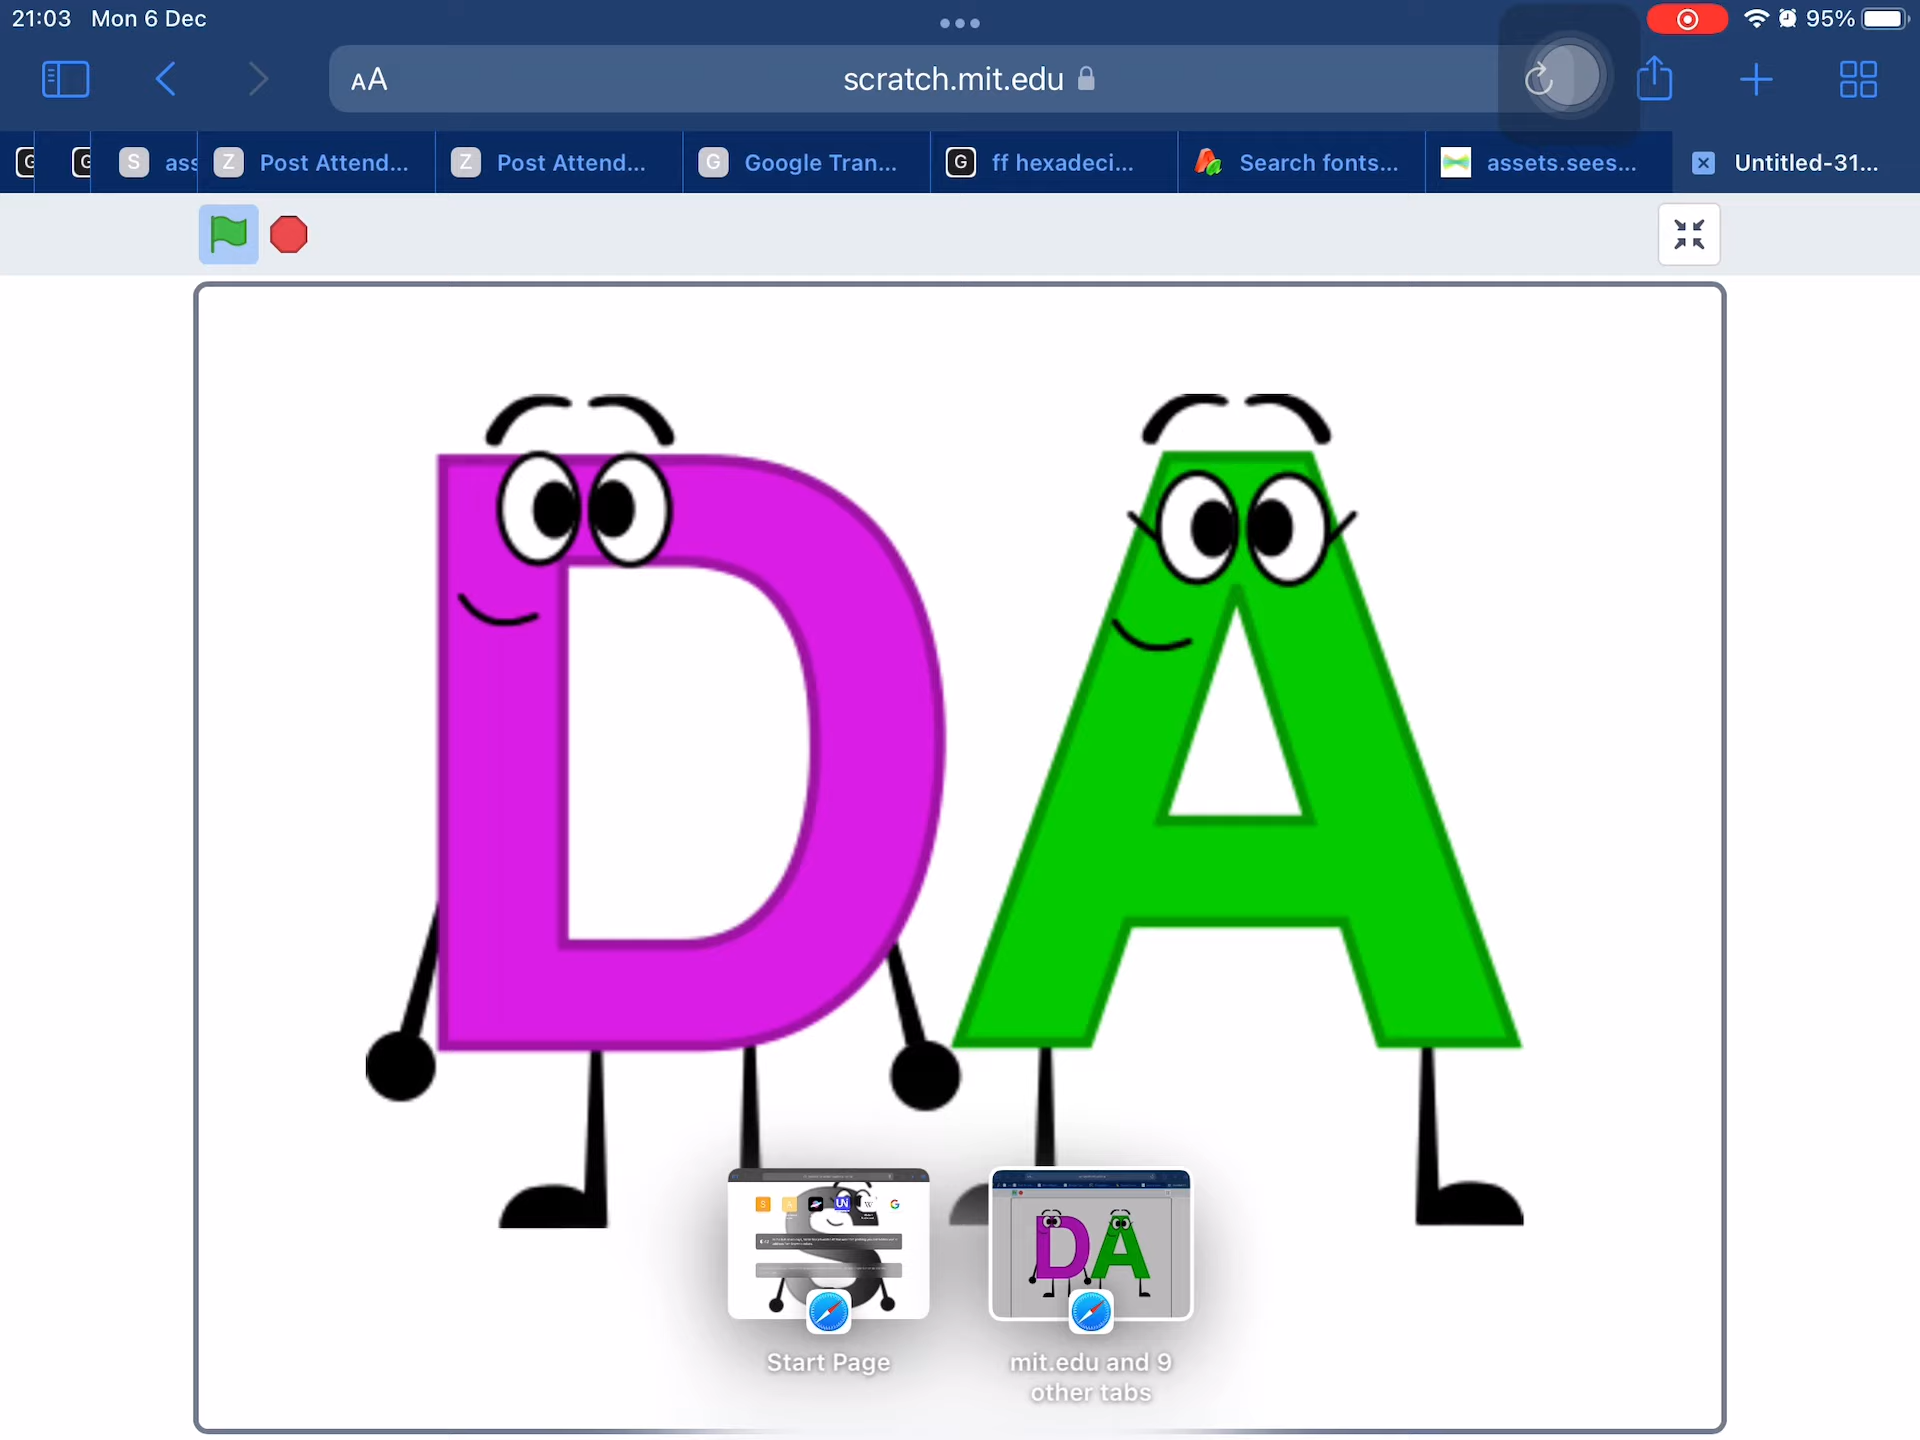 21:03 Mon 6 Dec
95%
AA
scratch.mit.edu
G
G
S ass
Z Post Attend...
Z Post Attend...
G Google Tran...
G ff hexadeci...
Search fonts...
assets.sees...
Untitled-31...
DA
Start Page
mit.edu and 9
other tabs